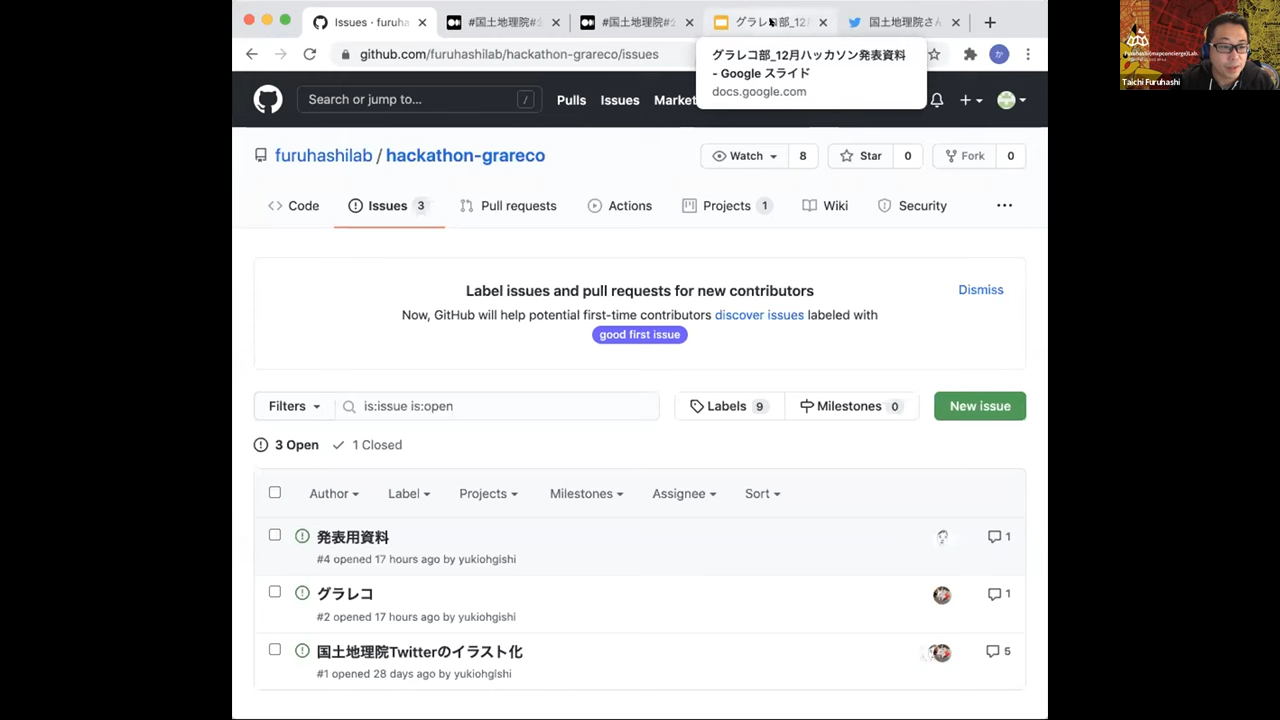 Issues · furuha
#国土地理院#公
#国土地理院#公
グラレコ部_12月
国土地理院さん
github.com/furuhashilab/hackathon-grareco/issues
か
グラレコ部_12月ハッカソン発表資料
- Google スライド
docs.google.com
Search or jump to...
/
Pulls
Issues
Market
furuhashilab / hackathon-grareco
Watch
8
Star
0
Fork
0
Code
Issues 3
Pull requests
Actions
Projects 1
Wiki
Security
Label issues and pull requests for new contributors
Dismiss
Now, GitHub will help potential first-time contributors discover issues labeled with
good first issue
Filters
is:issue is:open
Labels 9
Milestones 0
New issue
3 Open
1 Closed
Author
Label
Projects
Milestones
Assignee
Sort
発表用資料
1
#4 opened 17 hours ago by yukiohgishi
グラレコ
1
#2 opened 17 hours ago by yukiohgishi
国土地理院Twitterのイラスト化
5
#1 opened 28 days ago by yukiohgishi
Taichi Furuhashi